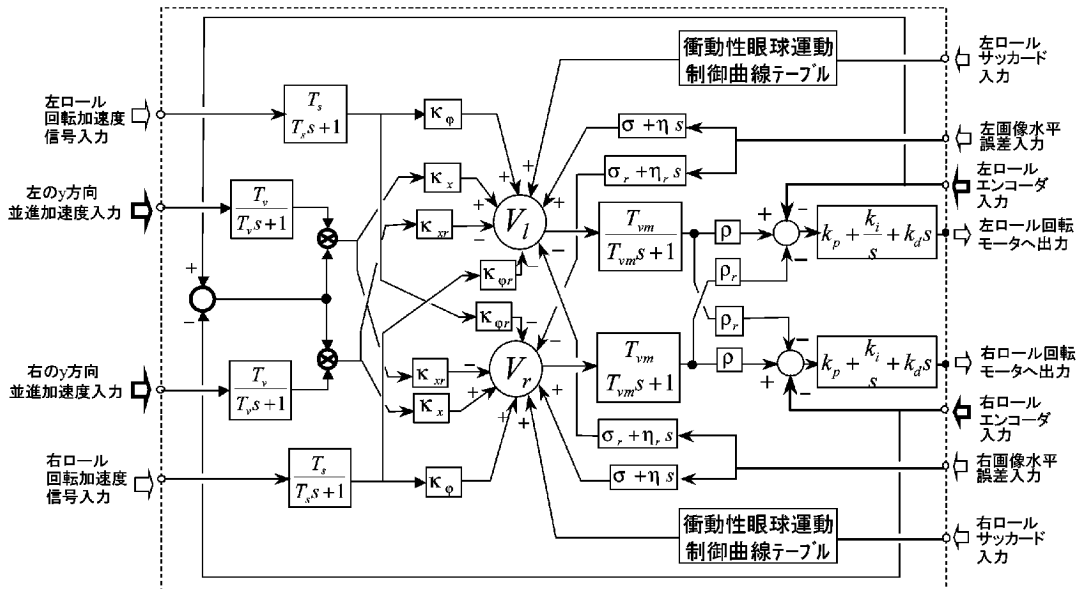 左ロール
回転加速度
信号入力
左のy方向
並進加速度入力
右のy方向
並進加速度入力
右ロール
回転加速度
信号入力
T_s
T_s s+1
T_v
T_v s+1
+
−
T_v
T_v s+1
T_s
T_s s+1
κ_φ
κ_x
κ_xr
κ_φr
κ_φr
κ_xr
κ_x
κ_φ
衝動性眼球運動
制御曲線テーブル
σ +η s
σ_r +η_r s
+
+
+
+
−
−
−
V_l
−
−
−
+
+
+
+
+
V_r
T_vm
T_vm s+1
T_vm
T_vm s+1
σ_r +η_r s
σ +η s
衝動性眼球運動
制御曲線テーブル
ρ
ρ_r
ρ_r
ρ
+
−
−
−
+
−
k_p + k_i/s + k_d s
k_p + k_i/s + k_d s
左ロール
サッカード
入力
左画像水平
誤差入力
左ロール
エンコーダ
入力
左ロール回転
モータへ出力
右ロール回転
モータへ出力
右ロール
エンコーダ
入力
右画像水平
誤差入力
右ロール
サッカード
入力